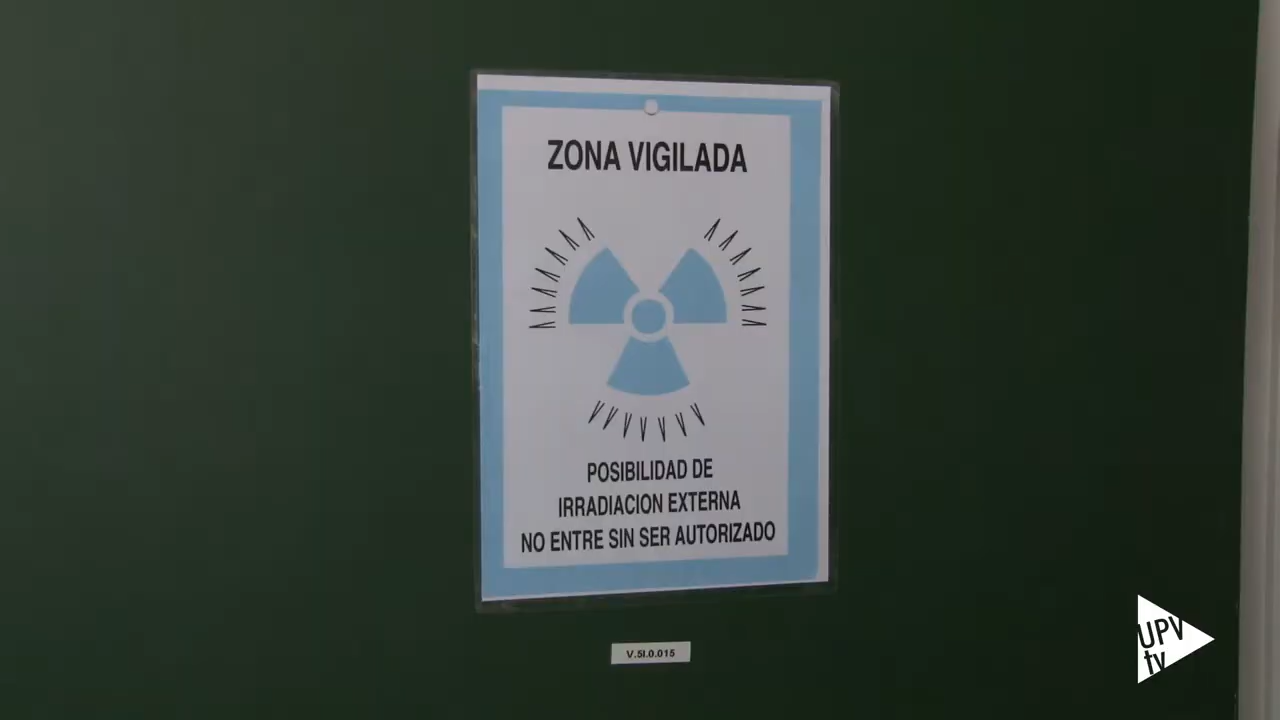 ZONA VIGILADA
POSIBILIDAD DE
IRRADIACION EXTERNA
NO ENTRE SIN SER AUTORIZADO
V.5I.0.015
UPV
tv